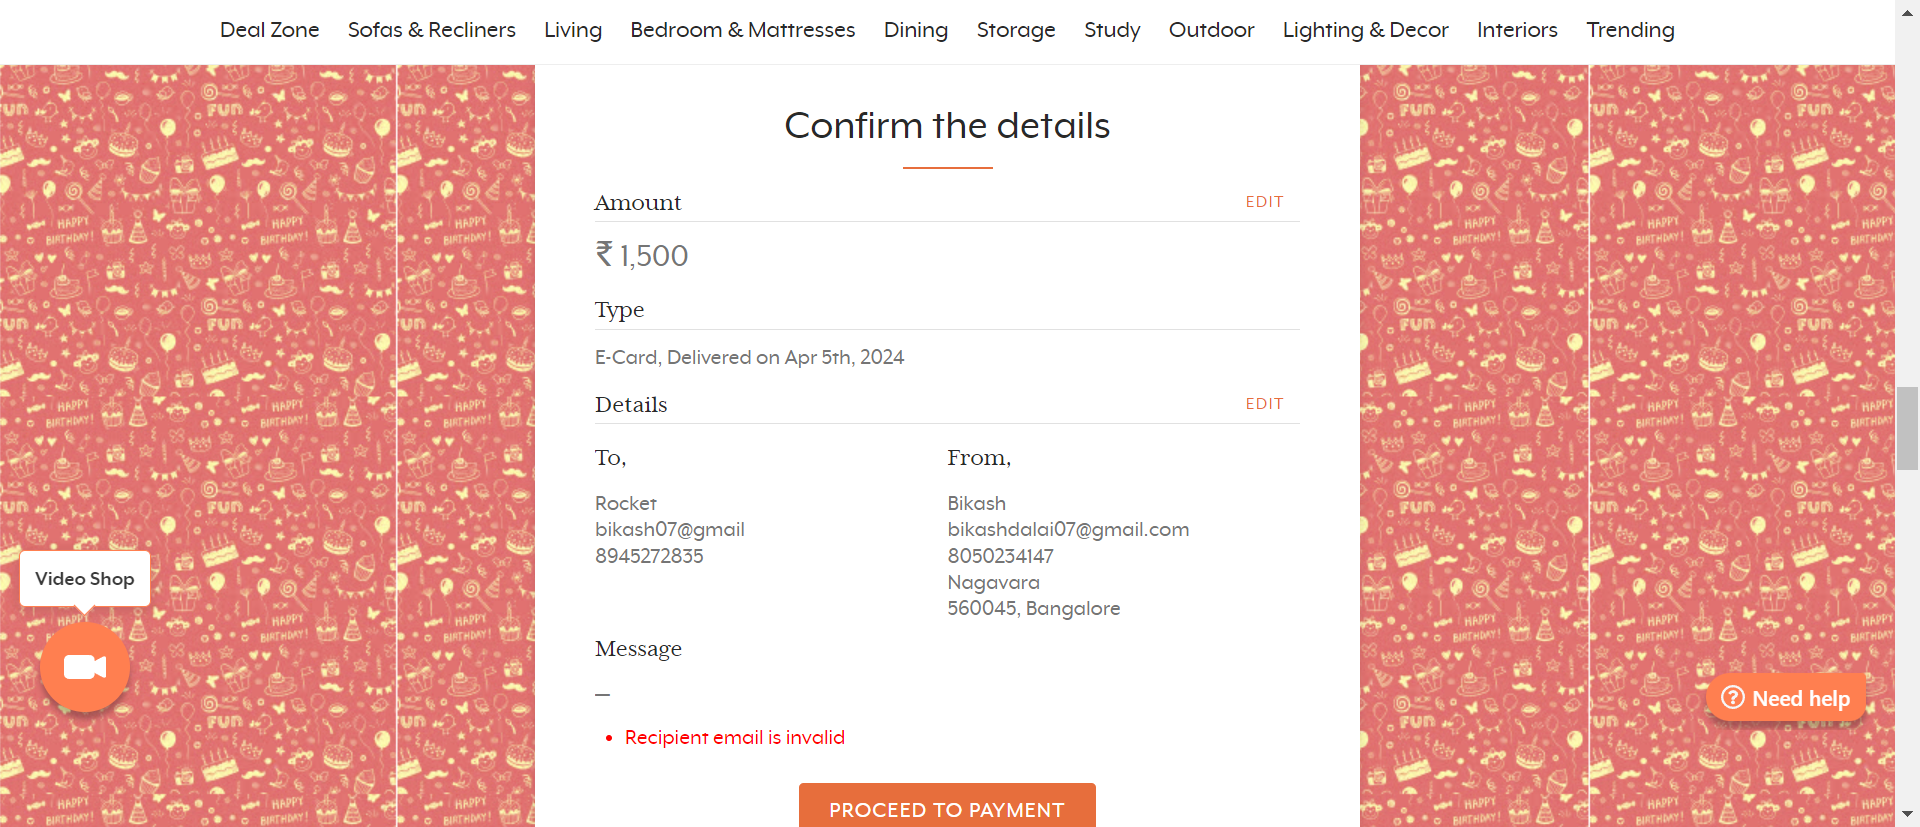 Deal Zone Sofas & Recliners Living Bedroom & Mattresses Dining Storage Study Outdoor Lighting & Decor Interiors Trending
Confirm the details
Amount EDIT
₹ 1,500
Type
E-Card, Delivered on Apr 5th, 2024
Details EDIT
To,
Rocket
bikash07@gmail
8945272835
From,
Bikash
bikashdalai07@gmail.com
8050234147
Nagavara
560045, Bangalore
Message
—
• Recipient email is invalid
PROCEED TO PAYMENT
Video Shop
Need help
FUN
HAPPY
BIRTHDAY!